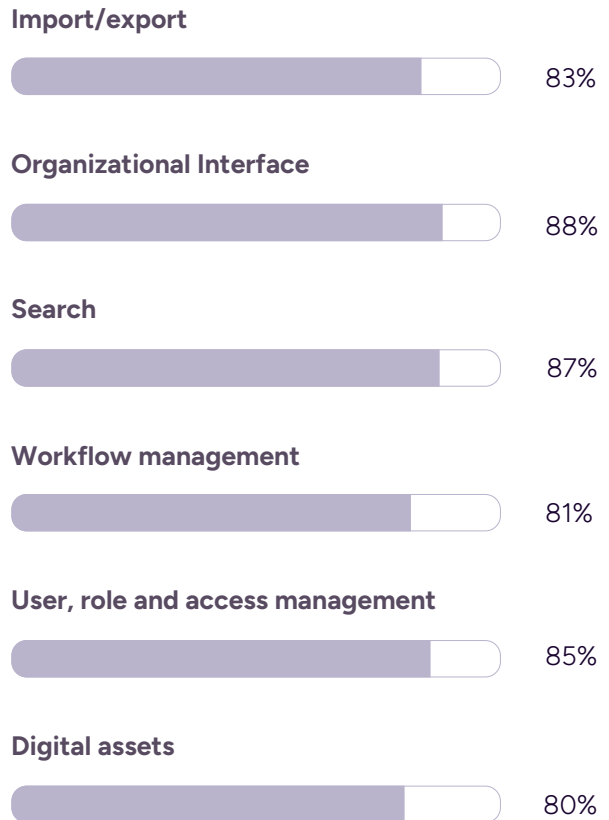 Import/export
83%
Organizational Interface
88%
Search
87%
Workflow management
81%
User, role and access management
85%
Digital assets
80%